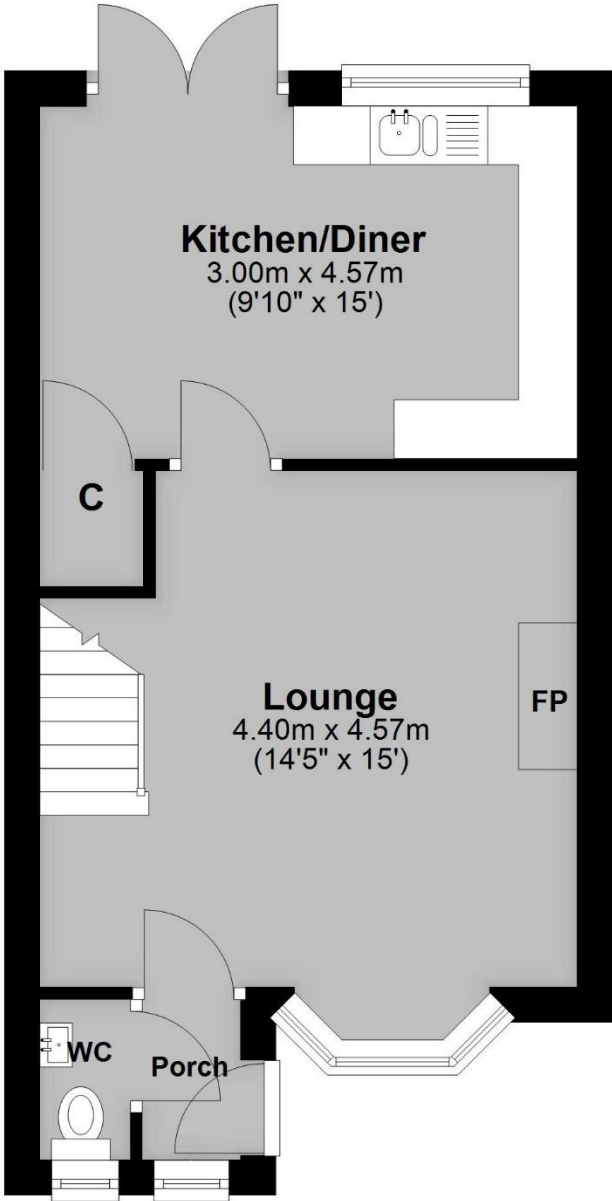 Kitchen/Diner
3.00m x 4.57m
(9'10" x 15')
C
Lounge
4.40m x 4.57m
(14'5" x 15')
FP
WC
Porch